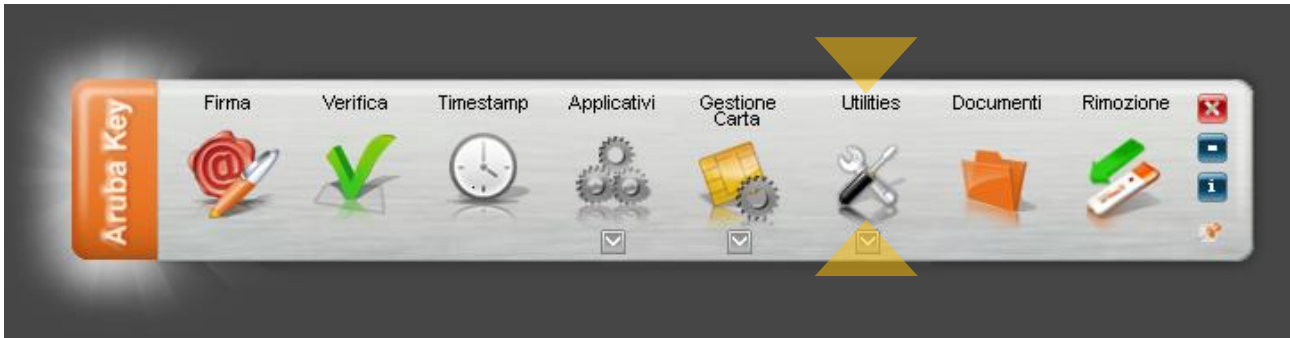 Aruba Key
Firma
Verifica
Timestamp
Applicativi
Gestione
Carta
Utilities
Documenti
Rimozione